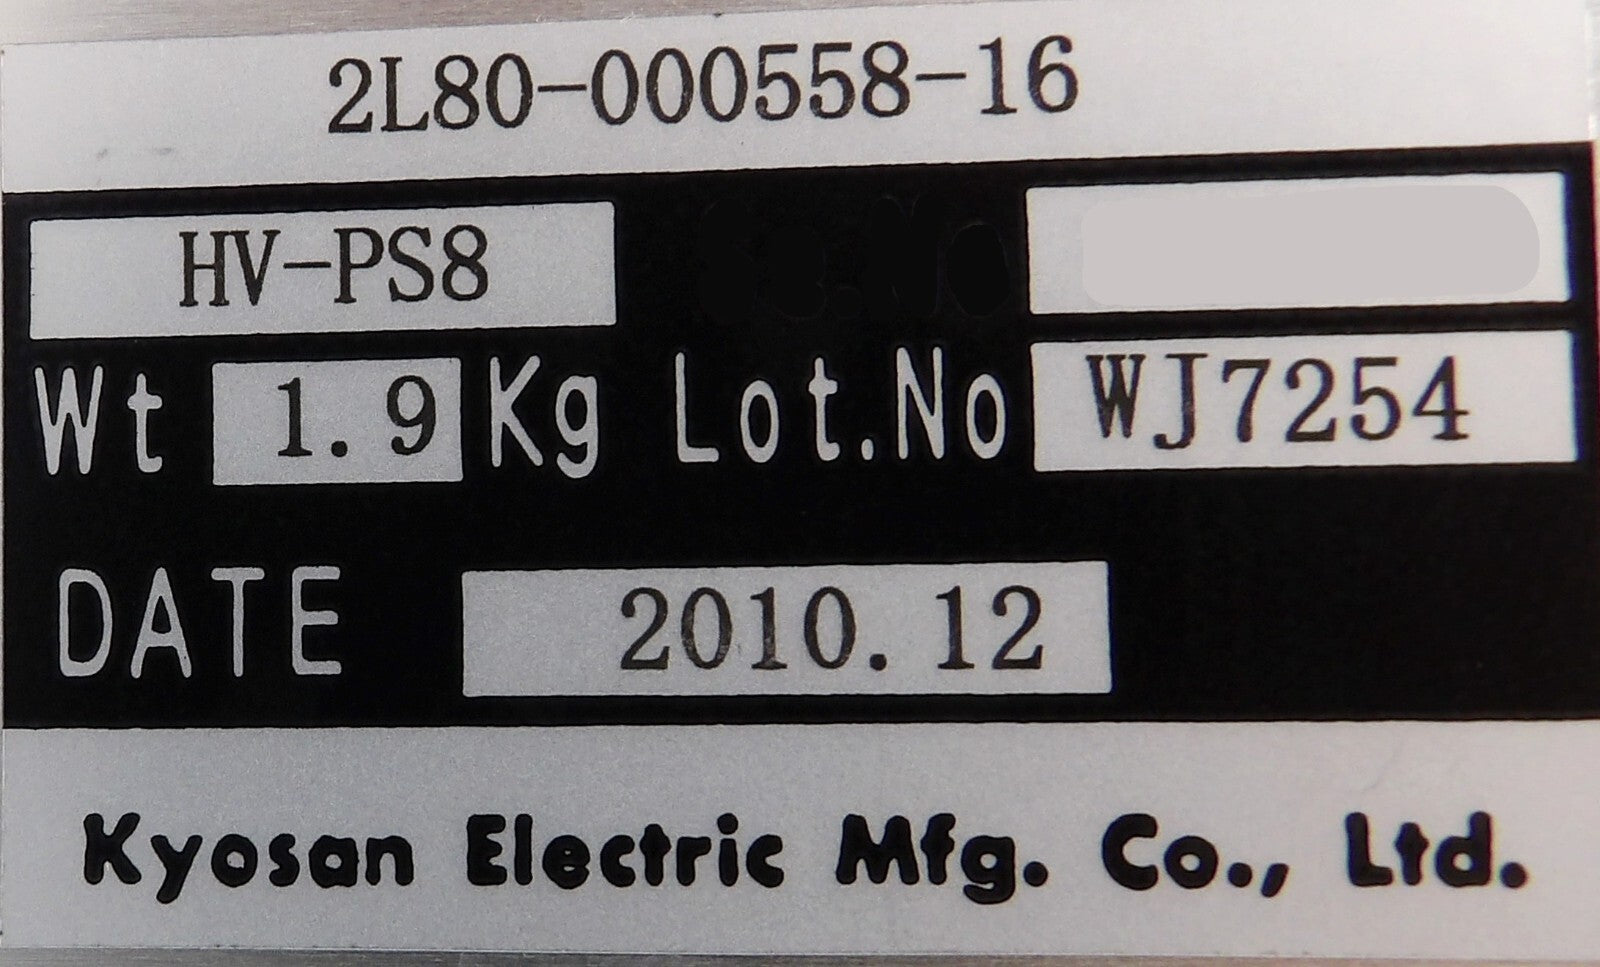 2L80-000558-16
HV-PS8
Wt 1.9 Kg Lot.No WJ7254
DATE 2010.12
Kyosan Electric Mfg. Co., Ltd.